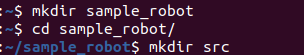 :~$ mkdir sample_robot
:~$ cd sample_robot/
:~/sample_robot$ mkdir src